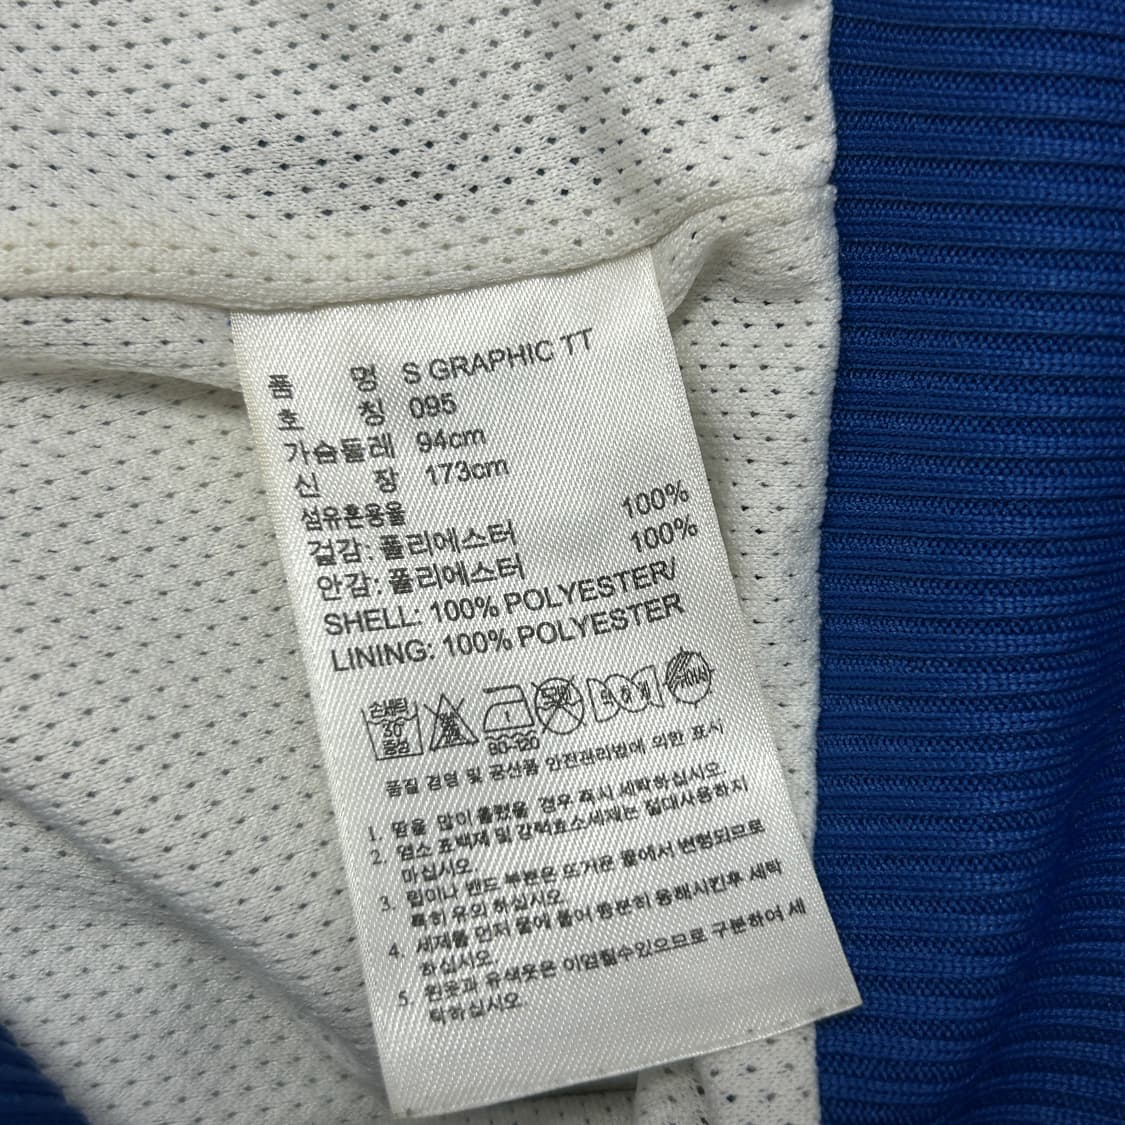 품 명 S GRAPHIC TT
호 칭 095
가슴둘레 94cm
신 장 173cm
섬유혼용율
겉감: 폴리에스터 100%
안감: 폴리에스터 100%
SHELL: 100% POLYESTER/
LINING: 100% POLYESTER
손세탁
30°
중성
80~120
품질 경영 및 공산품 안전관리법에 의한 표시
1. 땀을 많이 흘렸을 경우 즉시 세탁하십시오.
2. 염소 표백제 및 강력효소세제는 절대사용하지
마십시오.
3. 립이나 밴드 부분은 뜨거운 물에서 변형되므로
특히 유의 하십시오.
4. 세제를 먼저 물에 풀어 충분히 용해시킨후 세탁
하십시오.
5. 흰옷과 유색옷은 이염될수있으므로 구분하여 세
탁하십시오.